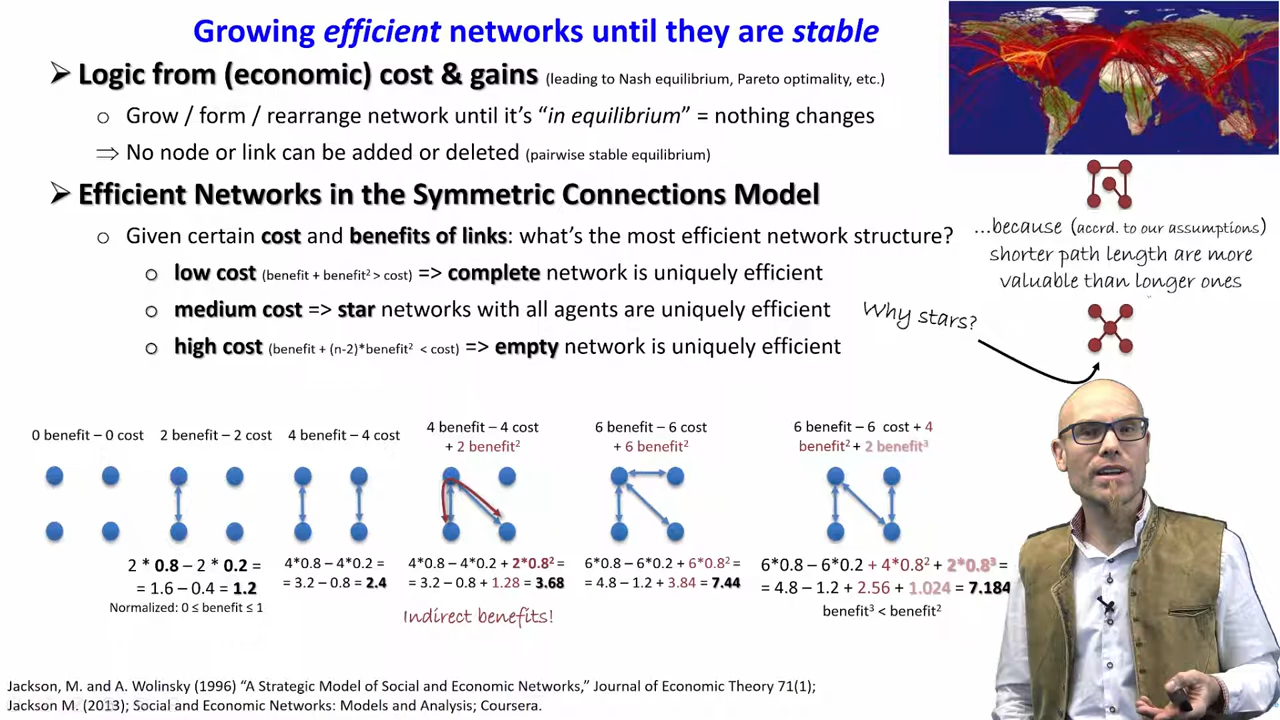 Growing efficient networks until they are stable
➢ Logic from (economic) cost & gains (leading to Nash equilibrium, Pareto optimality, etc.)
o Grow / form / rearrange network until it's "in equilibrium" = nothing changes
⇒ No node or link can be added or deleted (pairwise stable equilibrium)
➢ Efficient Networks in the Symmetric Connections Model
o Given certain cost and benefits of links: what's the most efficient network structure?
o low cost (benefit + benefit² > cost) => complete network is uniquely efficient
o medium cost => star networks with all agents are uniquely efficient
o high cost (benefit + (n-2)*benefit² < cost) => empty network is uniquely efficient
...because (accrd. to our assumptions)
shorter path length are more
valuable than longer ones
Why stars?
0 benefit – 0 cost
2 benefit – 2 cost
2 * 0.8 – 2 * 0.2 =
= 1.6 – 0.4 = 1.2
Normalized: 0 ≤ benefit ≤ 1
4 benefit – 4 cost
4*0.8 – 4*0.2 =
= 3.2 – 0.8 = 2.4
4 benefit – 4 cost
+ 2 benefit²
4*0.8 – 4*0.2 + 2*0.8² =
= 3.2 – 0.8 + 1.28 = 3.68
Indirect benefits!
6 benefit – 6 cost
+ 6 benefit²
6*0.8 – 6*0.2 + 6*0.8² =
= 4.8 – 1.2 + 3.84 = 7.44
6 benefit – 6 cost + 4
benefit² + 2 benefit³
6*0.8 – 6*0.2 + 4*0.8² + 2*0.8³ =
= 4.8 – 1.2 + 2.56 + 1.024 = 7.184
benefit³ < benefit²
Jackson, M. and A. Wolinsky (1996) "A Strategic Model of Social and Economic Networks," Journal of Economic Theory 71(1);
Jackson M. (2013); Social and Economic Networks: Models and Analysis; Coursera.